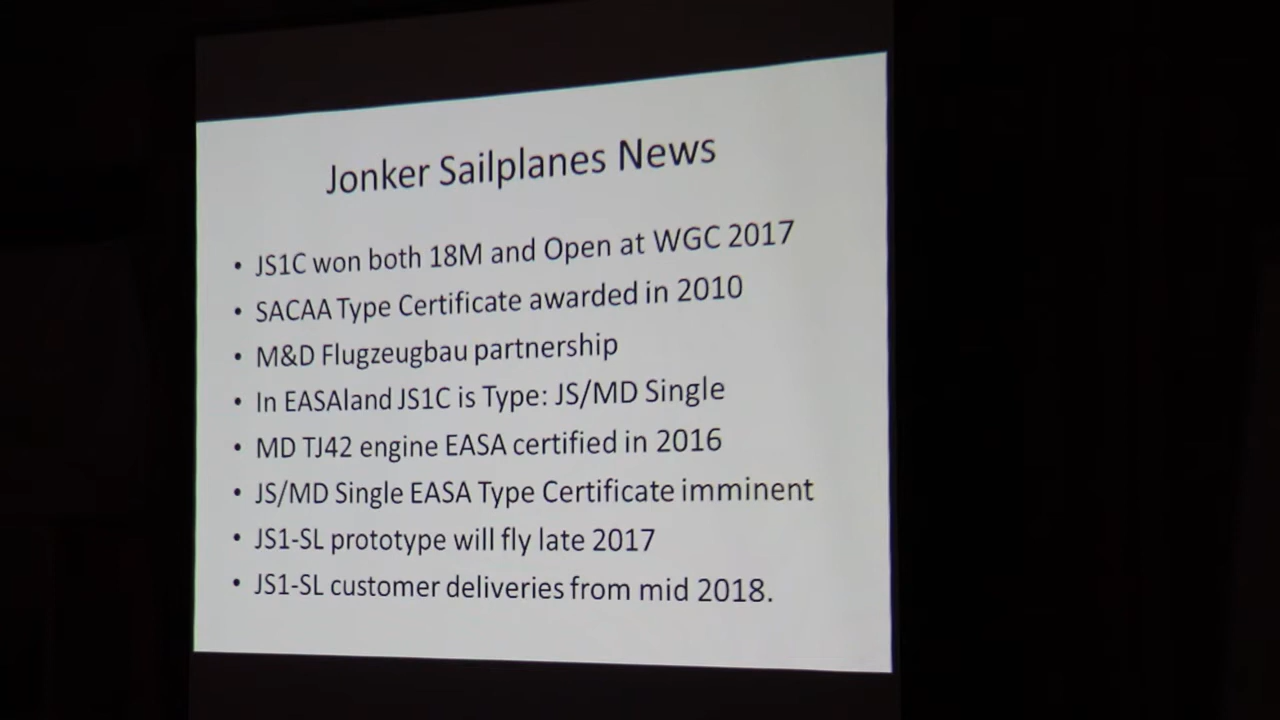 Jonker Sailplanes News
• JS1C won both 18M and Open at WGC 2017
• SACAA Type Certificate awarded in 2010
• M&D Flugzeugbau partnership
• In EASAland JS1C is Type: JS/MD Single
• MD TJ42 engine EASA certified in 2016
• JS/MD Single EASA Type Certificate imminent
• JS1-SL prototype will fly late 2017
• JS1-SL customer deliveries from mid 2018.